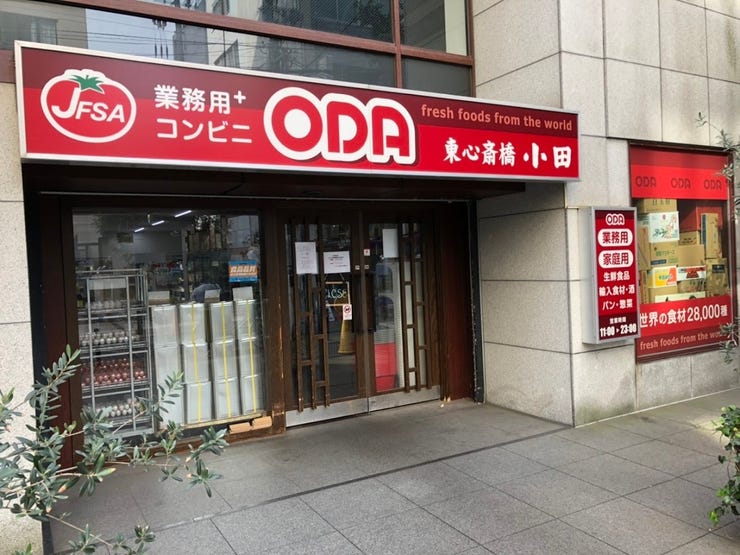 JFSA
業務用+
コンビニ
ODA
fresh foods from the world
東心斎橋 小田
ODA ODA ODA
ODA
業務用
家庭用
生鮮食品
輸入食材・酒
パン・惣菜
営業時間
11:00 ▶ 23:00
世界の食材28,000種
fresh foods from the world